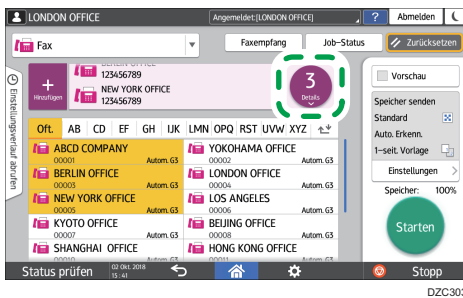 LONDON OFFICE
Angemeldet:[LONDON OFFICE]
?
Abmelden
Fax
Faxempfang
Job-Status
Zurücksetzen
Einstellungsverlauf abrufen
+
Hinzufügen
123456789
NEW YORK OFFICE
123456789
3
Details
Vorschau
Speicher senden
Standard
Auto. Erkenn.
1-seit. Vorlage
Einstellungen
Speicher: 100%
Starten
Oft. AB CD EF GH IJK LMN OPQ RST UVW XYZ
ABCD COMPANY
00001 Autom. G3
YOKOHAMA OFFICE
00002 Autom. G3
BERLIN OFFICE
00003 Autom. G3
LONDON OFFICE
00004 Autom. G3
NEW YORK OFFICE
00005 Autom. G3
LOS ANGELES
00006 Autom. G3
KYOTO OFFICE
00007 Autom. G3
BEIJING OFFICE
00008 Autom. G3
SHANGHAI OFFICE
HONG KONG OFFICE
Status prüfen
02 Okt. 2018
15:41
Stopp
DZC303